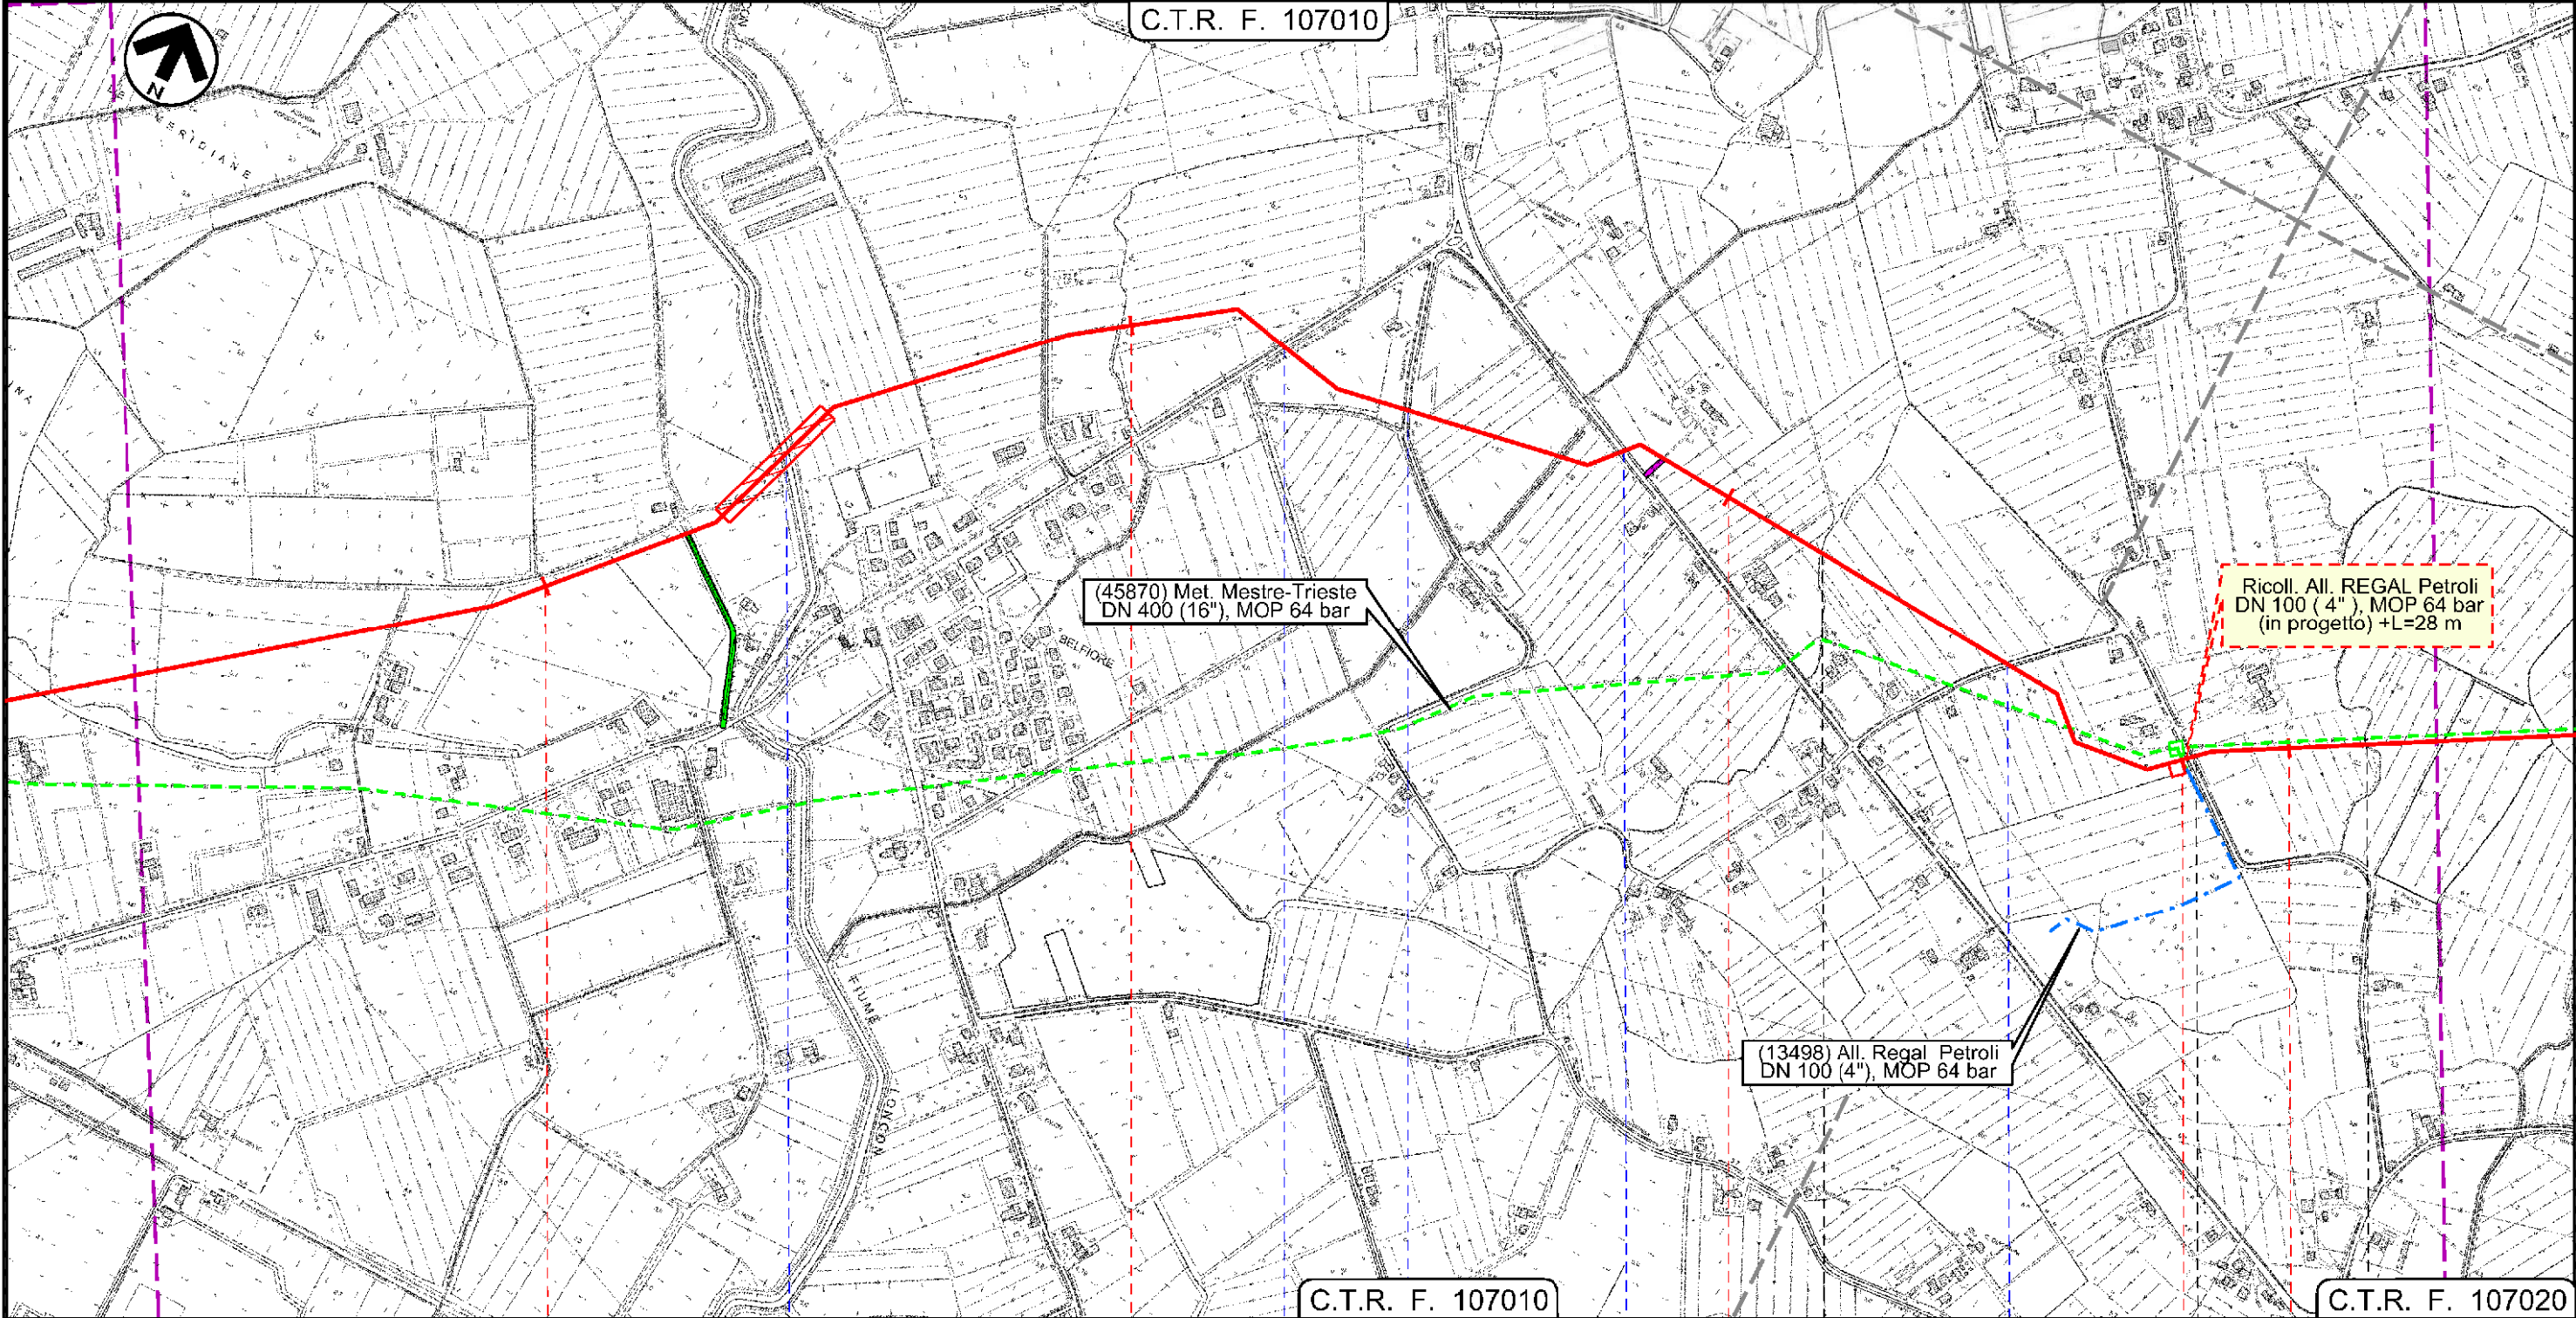 C.T.R. F. 107010
N
ERIDIANE
(45870) Met. Mestre-Trieste
DN 400 (16"), MOP 64 bar
BELFIORE
Ricoll. All. REGAL Petroli
DN 100 ( 4" ), MOP 64 bar
(in progetto) +L=28 m
FIUME
LONCON
(13498) All. Regal Petroli
DN 100 (4"), MOP 64 bar
C.T.R. F. 107010
C.T.R. F. 107020